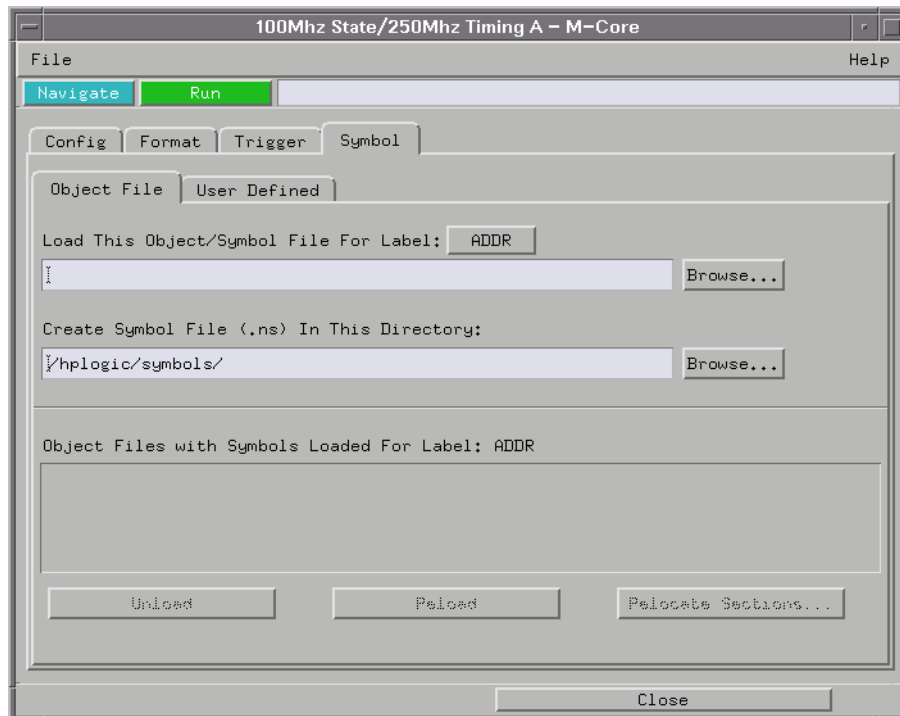 100Mhz State/250Mhz Timing A - M-Core
File Help
Navigate Run
Config Format Trigger Symbol
Object File User Defined
Load This Object/Symbol File For Label: ADDR
Browse...
Create Symbol File (.ns) In This Directory:
/hplogic/symbols/ Browse...
Object Files with Symbols Loaded For Label: ADDR
Unload Reload Relocate Sections...
Close